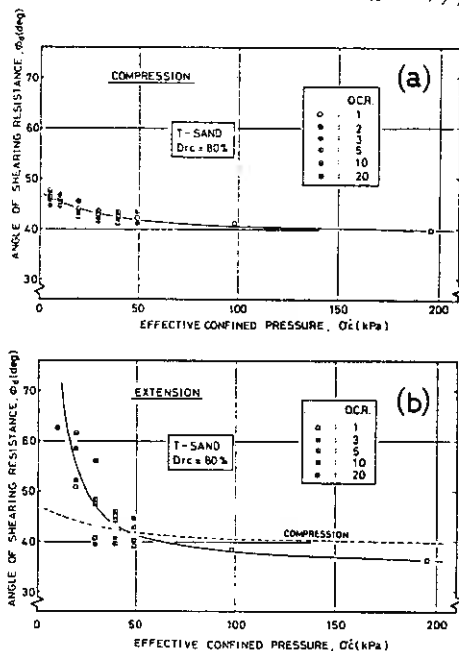 (a)
COMPRESSION
T-SAND
Drc = 80%
O.C.R.
: 1
: 2
: 3
: 5
: 10
: 20
ANGLE OF SHEARING RESISTANCE, Φd(deg)
70
60
50
40
30
0 50 100 150 200
EFFECTIVE CONFINED PRESSURE, σc'(kPa)
(b)
EXTENSION
T-SAND
Drc = 80%
O.C.R.
: 1
: 3
: 5
: 10
: 20
COMPRESSION
ANGLE OF SHEARING RESISTANCE, Φd(deg)
70
60
50
40
30
0 50 100 150 200
EFFECTIVE CONFINED PRESSURE, σc'(kPa)